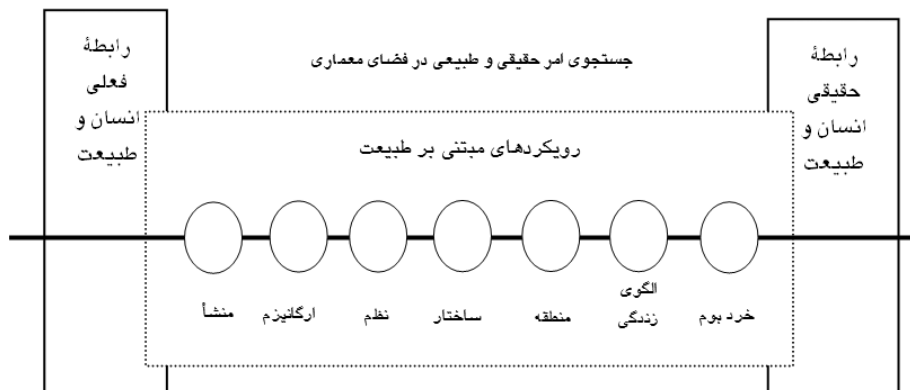 جستجوی امر حقیقی و طبیعی در فضای معماری
رابطهٔ
حقیقی
انسان و
طبیعت
رابطهٔ
فعلی
انسان و
طبیعت
رویکردهای مبتنی بر طبیعت
خرد بوم
الگوی
زندگی
منطقه
ساختار
نظم
ارگانیزم
منشأ